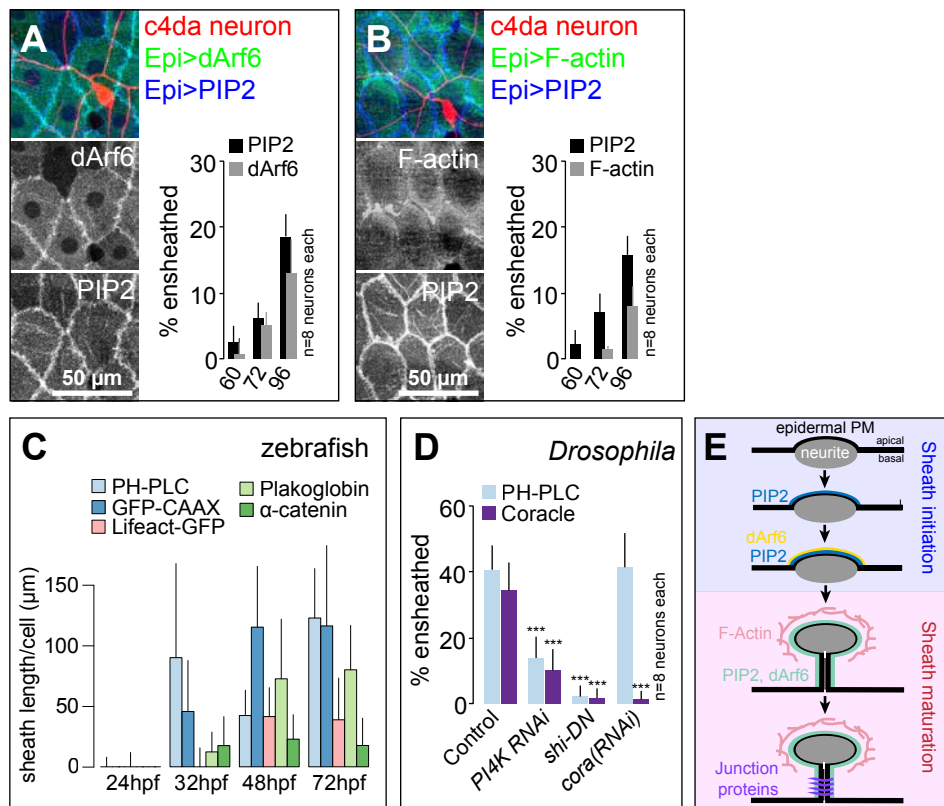 A
c4da neuron
Epi>dArf6
Epi>PIP2
dArf6
PIP2
50 µm
PIP2
dArf6
% ensheathed
30
20
10
0
60
72
96
n=8 neurons each
B
c4da neuron
Epi>F-actin
Epi>PIP2
F-actin
PIP2
50 µm
PIP2
F-actin
% ensheathed
30
20
10
0
60
72
96
n=8 neurons each
C
zebrafish
PH-PLC
GFP-CAAX
Lifeact-GFP
Plakoglobin
α-catenin
sheath length/cell (µm)
150
100
50
0
24hpf
32hpf
48hpf
72hpf
D
Drosophila
PH-PLC
Coracle
% ensheathed
60
40
20
0
*** ***
*** ***
***
Control
PI4K RNAi
shi-DN
cora(RNAi)
n=8 neurons each
E
epidermal PM
apical
basal
neurite
PIP2
dArf6
PIP2
Sheath initiation
F-Actin
PIP2, dArf6
Junction
proteins
Sheath maturation